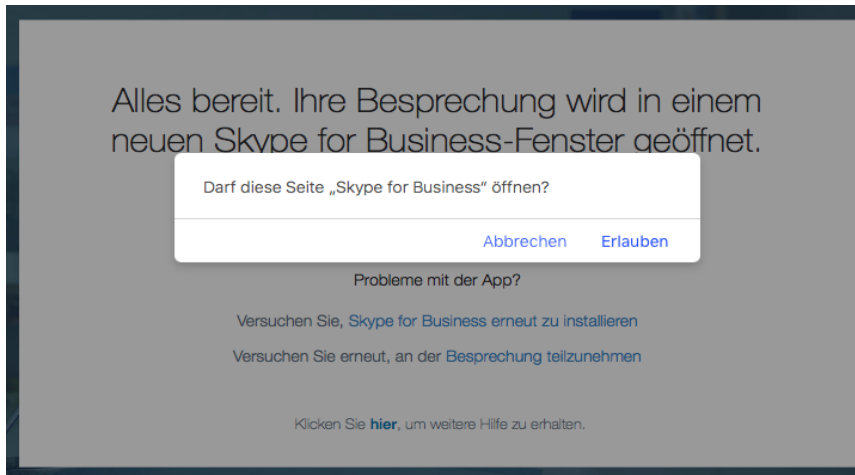 Alles bereit. Ihre Besprechung wird in einem
neuen Skype for Business-Fenster geöffnet.
Darf diese Seite „Skype for Business“ öffnen?
Abbrechen Erlauben
Probleme mit der App?
Versuchen Sie, Skype for Business erneut zu installieren
Versuchen Sie erneut, an der Besprechung teilzunehmen
Klicken Sie hier, um weitere Hilfe zu erhalten.